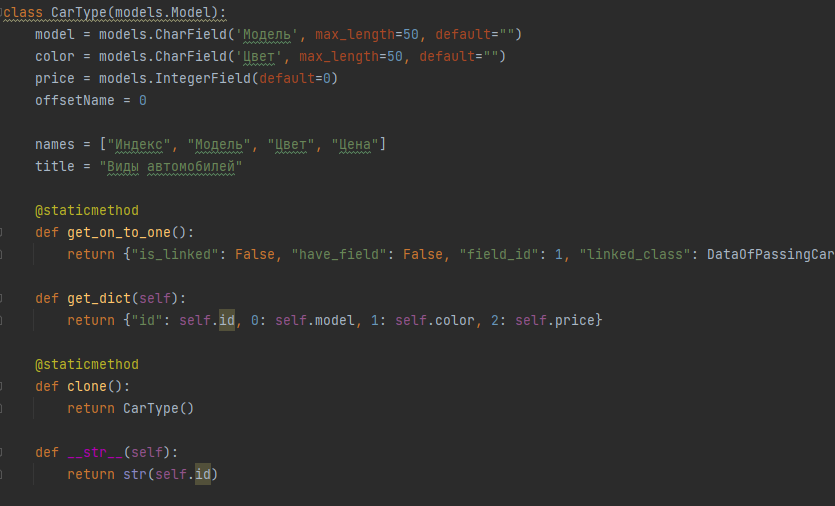 class CarType(models.Model):
    model = models.CharField('Модель', max_length=50, default="")
    color = models.CharField('Цвет', max_length=50, default="")
    price = models.IntegerField(default=0)
    offsetName = 0
    names = ["Индекс", "Модель", "Цвет", "Цена"]
    title = "Виды автомобилей"
    @staticmethod
    def get_on_to_one():
        return {"is_linked": False, "have_field": False, "field_id": 1, "linked_class": DataOfPassingCar
    def get_dict(self):
        return {"id": self.id, 0: self.model, 1: self.color, 2: self.price}
    @staticmethod
    def clone():
        return CarType()
    def __str__(self):
        return str(self.id)